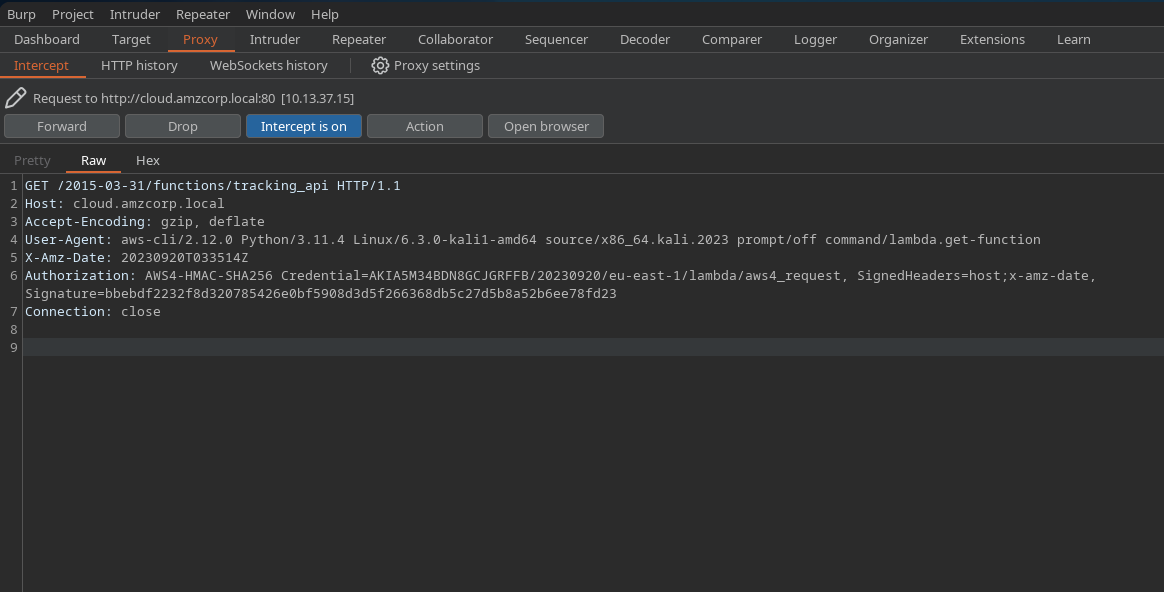 Burp Project Intruder Repeater Window Help
Dashboard Target Proxy Intruder Repeater Collaborator Sequencer Decoder Comparer Logger Organizer Extensions Learn
Intercept HTTP history WebSockets history Proxy settings
Request to http://cloud.amzcorp.local:80 [10.13.37.15]
Forward Drop Intercept is on Action Open browser
Pretty Raw Hex
1 GET /2015-03-31/functions/tracking_api HTTP/1.1
2 Host: cloud.amzcorp.local
3 Accept-Encoding: gzip, deflate
4 User-Agent: aws-cli/2.12.0 Python/3.11.4 Linux/6.3.0-kali1-amd64 source/x86_64.kali.2023 prompt/off command/lambda.get-function
5 X-Amz-Date: 20230920T033514Z
6 Authorization: AWS4-HMAC-SHA256 Credential=AKIA5M34BDN8GCJGRFFB/20230920/eu-east-1/lambda/aws4_request, SignedHeaders=host;x-amz-date,
Signature=bbebdf2232f8d320785426e0bf5908d3d5f266368db5c27d5b8a52b6ee78fd23
7 Connection: close
8
9